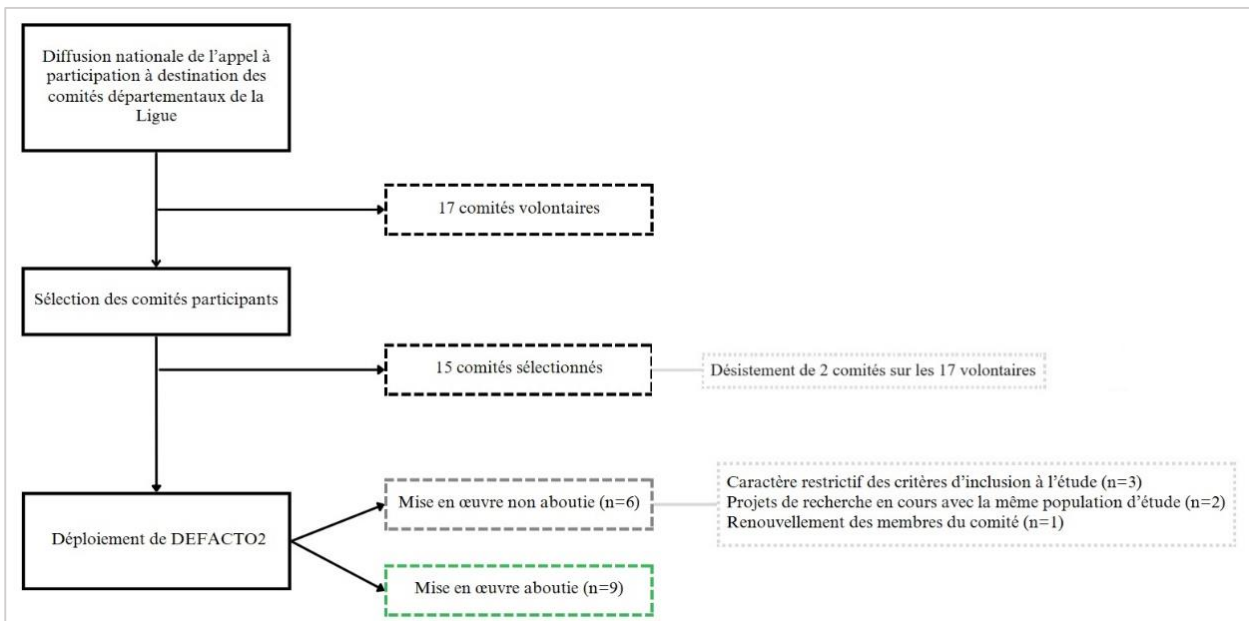 Diffusion nationale de l’appel à
participation à destination des
comités départementaux de la
Ligue
17 comités volontaires
Sélection des comités participants
15 comités sélectionnés
Désistement de 2 comités sur les 17 volontaires
Mise en œuvre non aboutie (n=6)
Caractère restrictif des critères d’inclusion à l’étude (n=3)
Projets de recherche en cours avec la même population d’étude (n=2)
Renouvellement des membres du comité (n=1)
Déploiement de DEFACTO2
Mise en œuvre aboutie (n=9)